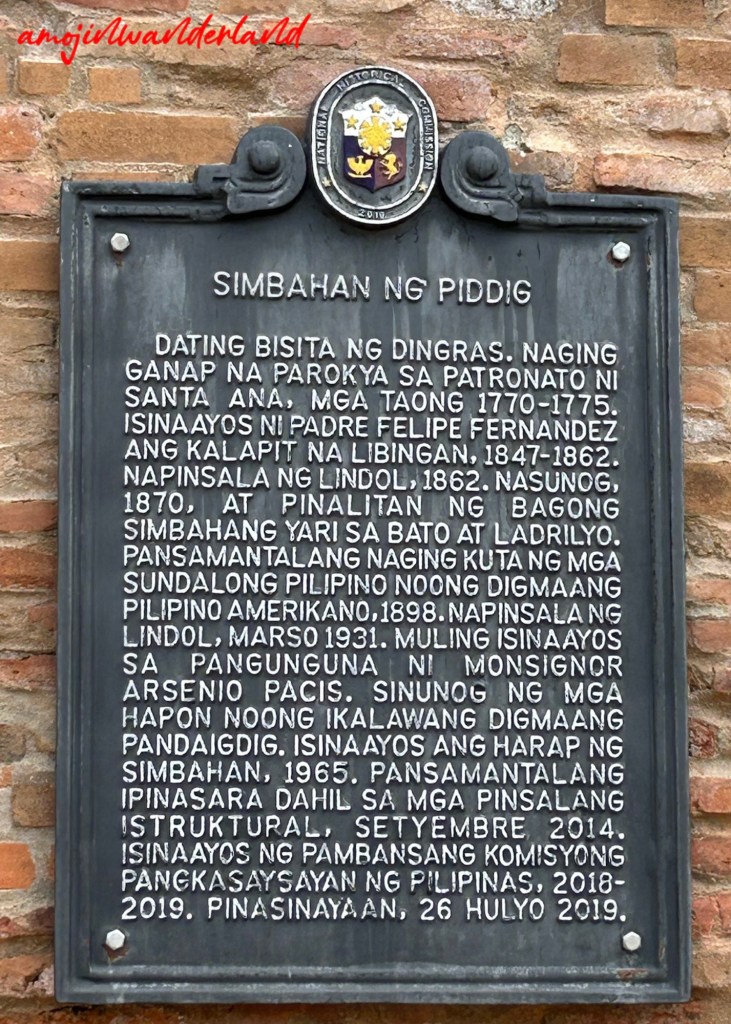 amojinwanderland
NATIONAL HISTORICAL COMMISSION
2019
SIMBAHAN NG PIDDIG
DATING BISITA NG DINGRAS. NAGING
GANAP NA PAROKYA SA PATRONATO NI
SANTA ANA, MGA TAONG 1770-1775.
ISINAAYOS NI PADRE FELIPE FERNANDEZ
ANG KALAPIT NA LIBINGAN, 1847-1862.
NAPINSALA NG LINDOL, 1862. NASUNOG,
1870, AT PINALITAN NG BAGONG
SIMBAHANG YARI SA BATO AT LADRILYO.
PANSAMANTALANG NAGING KUTA NG MGA
SUNDALONG PILIPINO NOONG DIGMAANG
PILIPINO AMERIKANO, 1898. NAPINSALA NG
LINDOL, MARSO 1931. MULING ISINAAYOS
SA PANGUNGUNA NI MONSIGNOR
ARSENIO PACIS. SINUNOG NG MGA
HAPON NOONG IKALAWANG DIGMAANG
PANDAIGDIG. ISINAAYOS ANG HARAP NG
SIMBAHAN, 1965. PANSAMANTALANG
IPINASARA DAHIL SA MGA PINSALANG
ISTRUKTURAL, SETYEMBRE 2014.
ISINAAYOS NG PAMBANSANG KOMISYONG
PANGKASAYSAYAN NG PILIPINAS, 2018-
2019. PINASINAYAAN, 26 HULYO 2019.